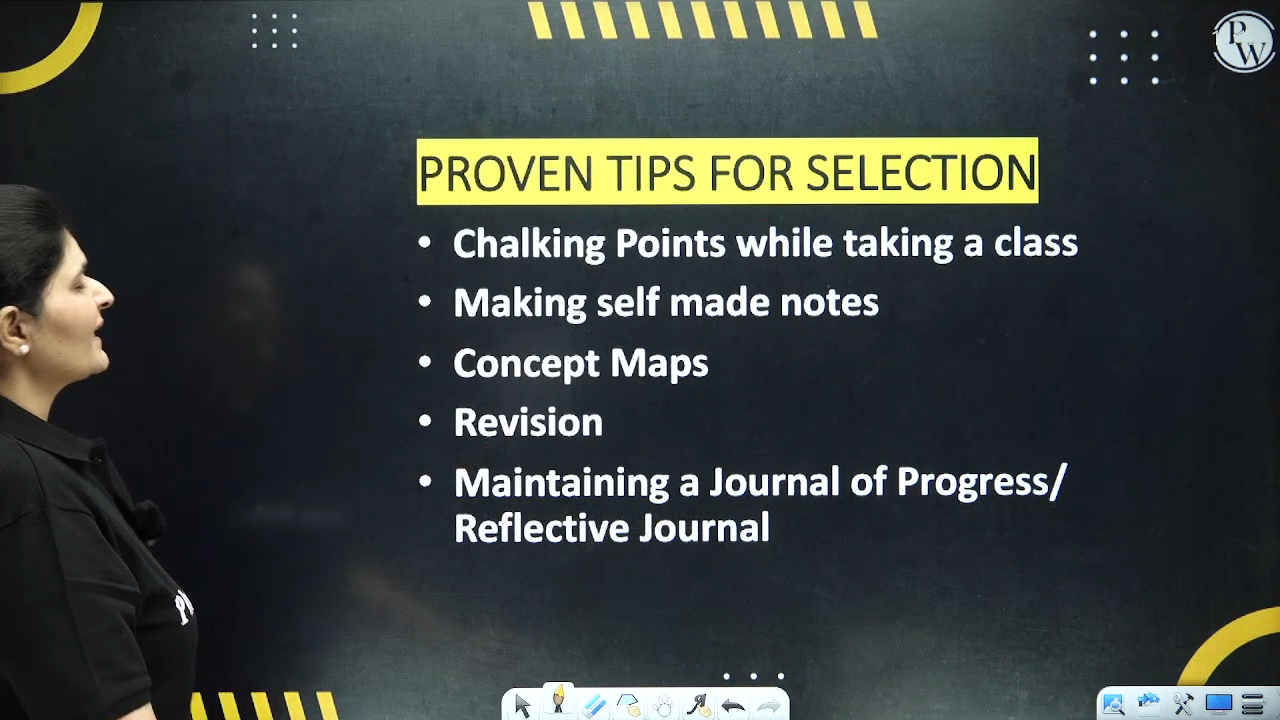 PW
PROVEN TIPS FOR SELECTION
• Chalking Points while taking a class
• Making self made notes
• Concept Maps
• Revision
• Maintaining a Journal of Progress/
Reflective Journal